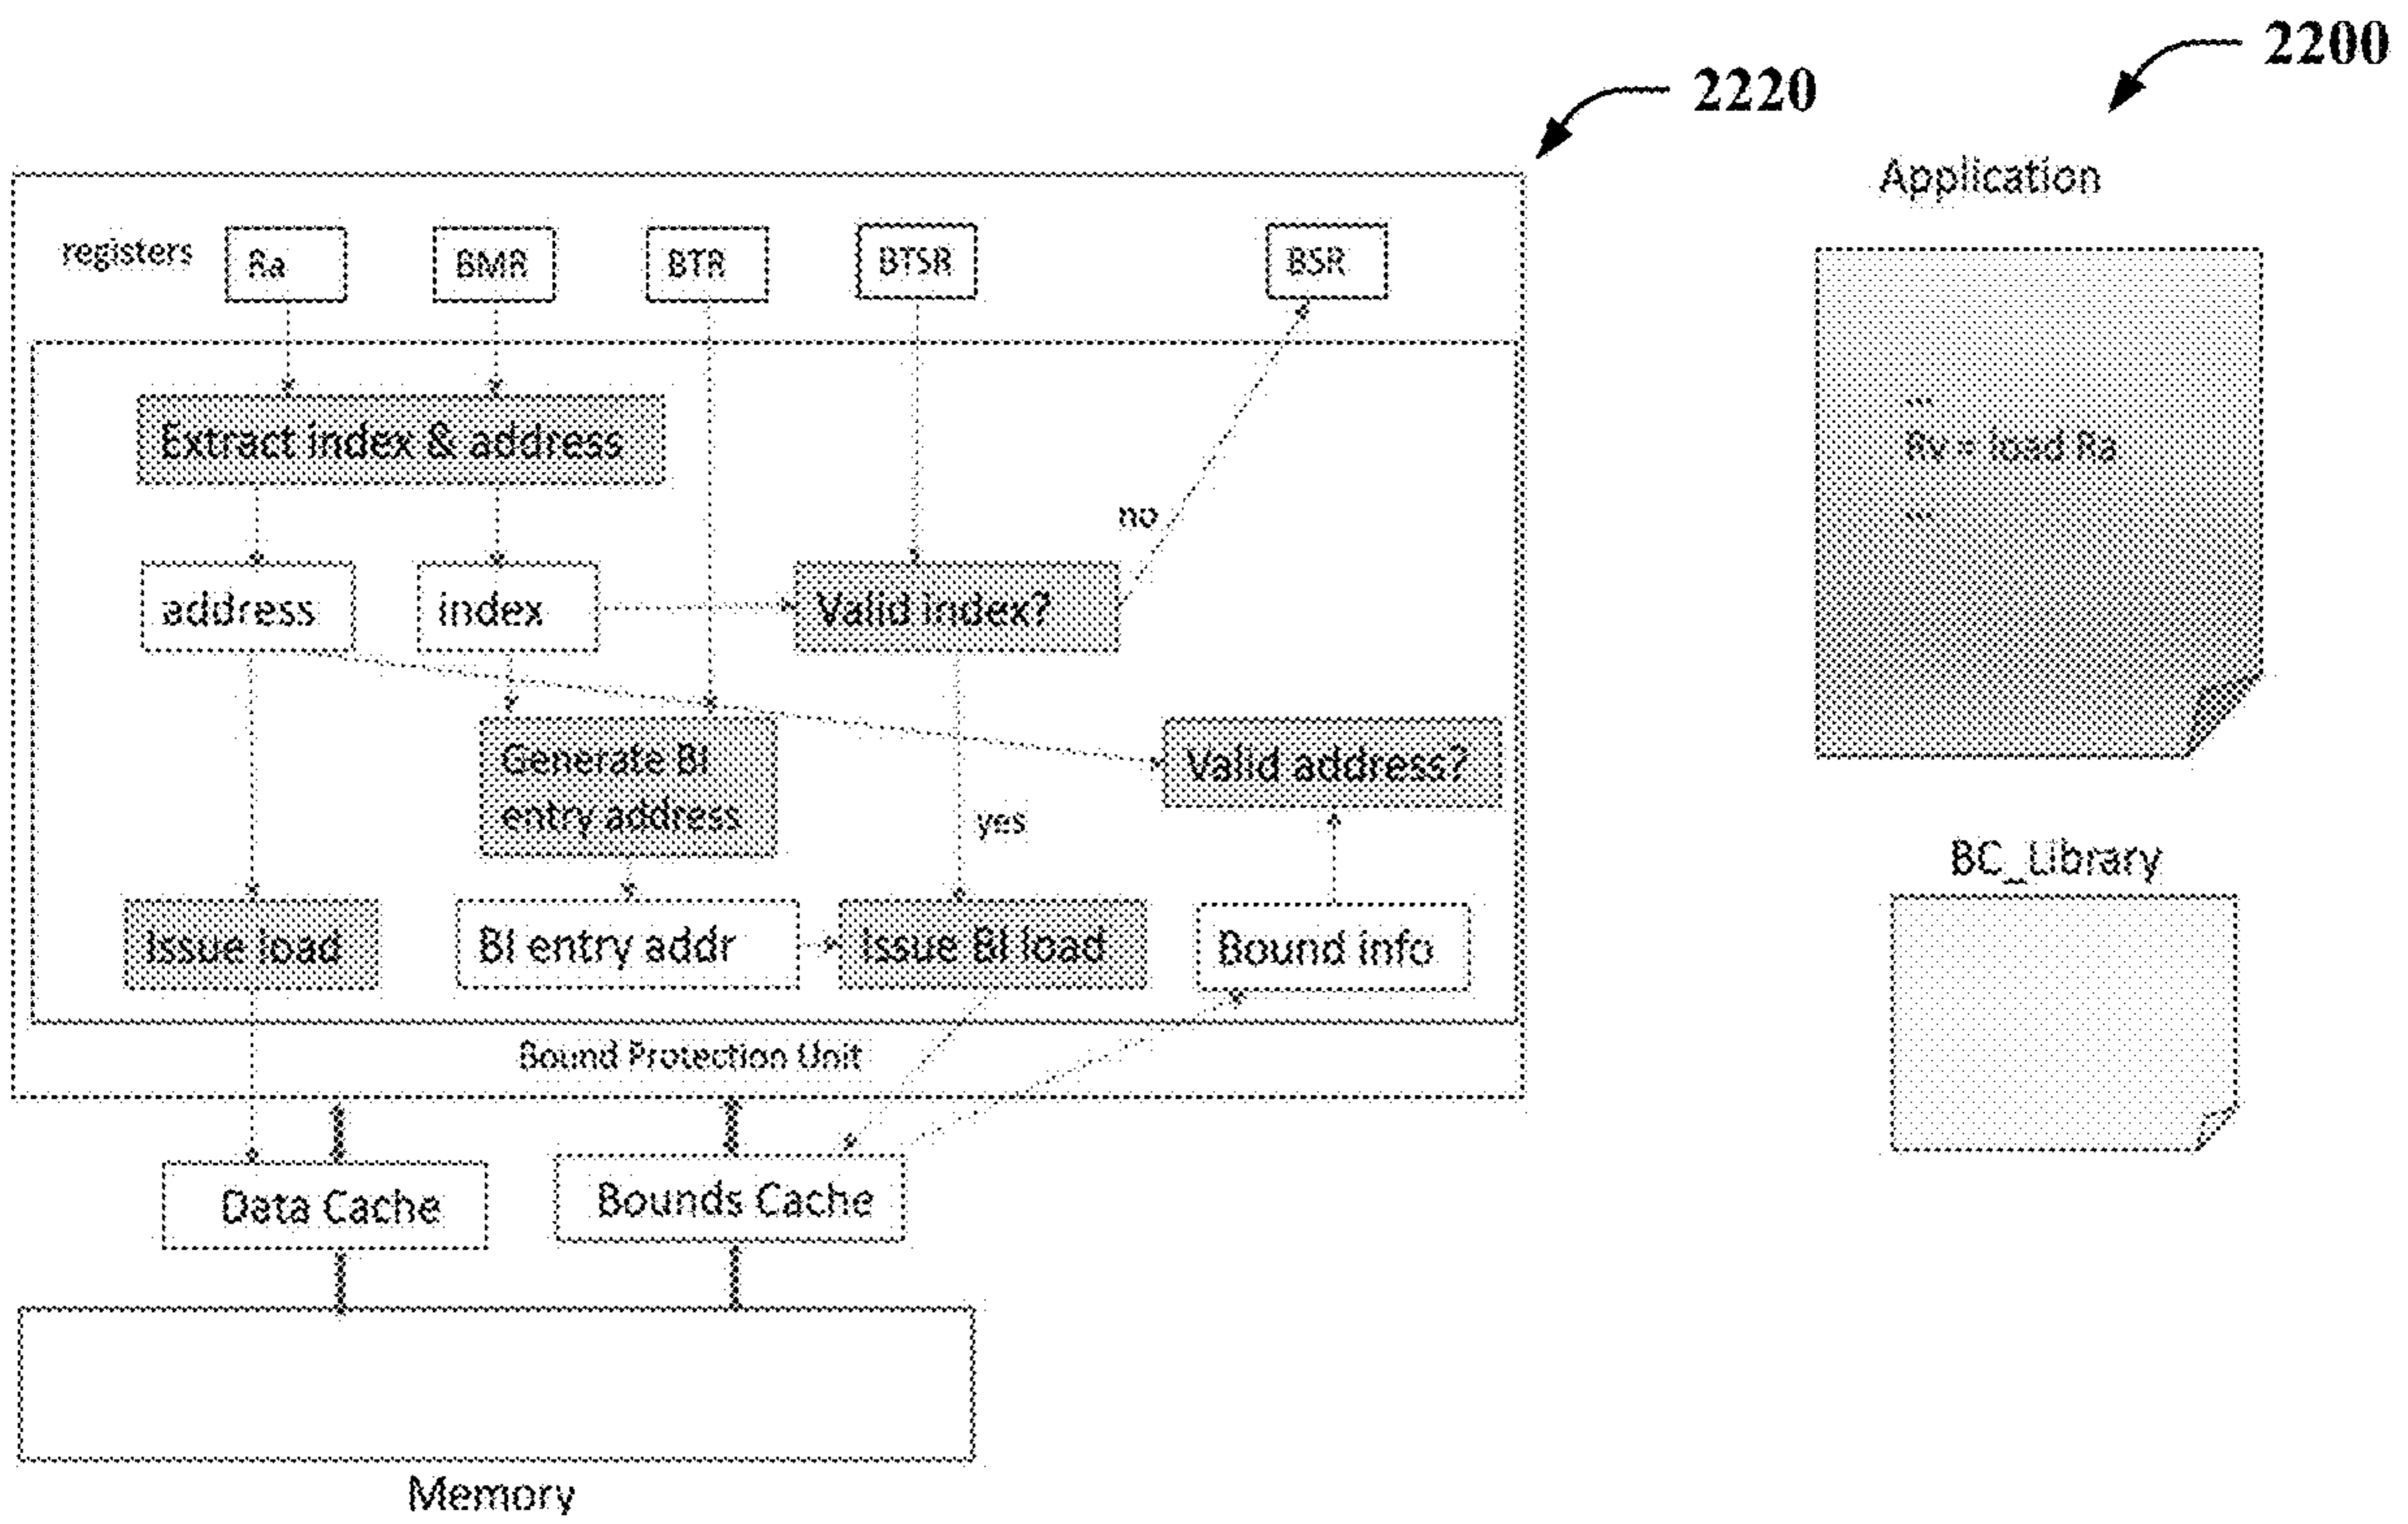 2200
2220
Application
registers
Ra
BMR
BTR
BTSR
BSR
Extract index & address
...
Rv = load Ra
...
no
address
index
Valid index?
Generate BI
entry address
Valid address?
yes
BC_Library
Issue load
BI entry addr
Issue BI load
Bound info
Bound Protection Unit
Data Cache
Bounds Cache
Memory